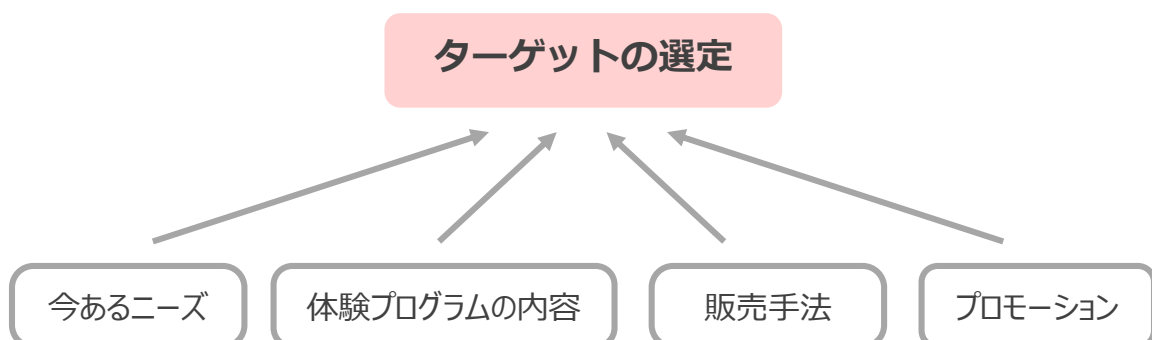 ターゲットの選定
今あるニーズ
体験プログラムの内容
販売手法
プロモーション